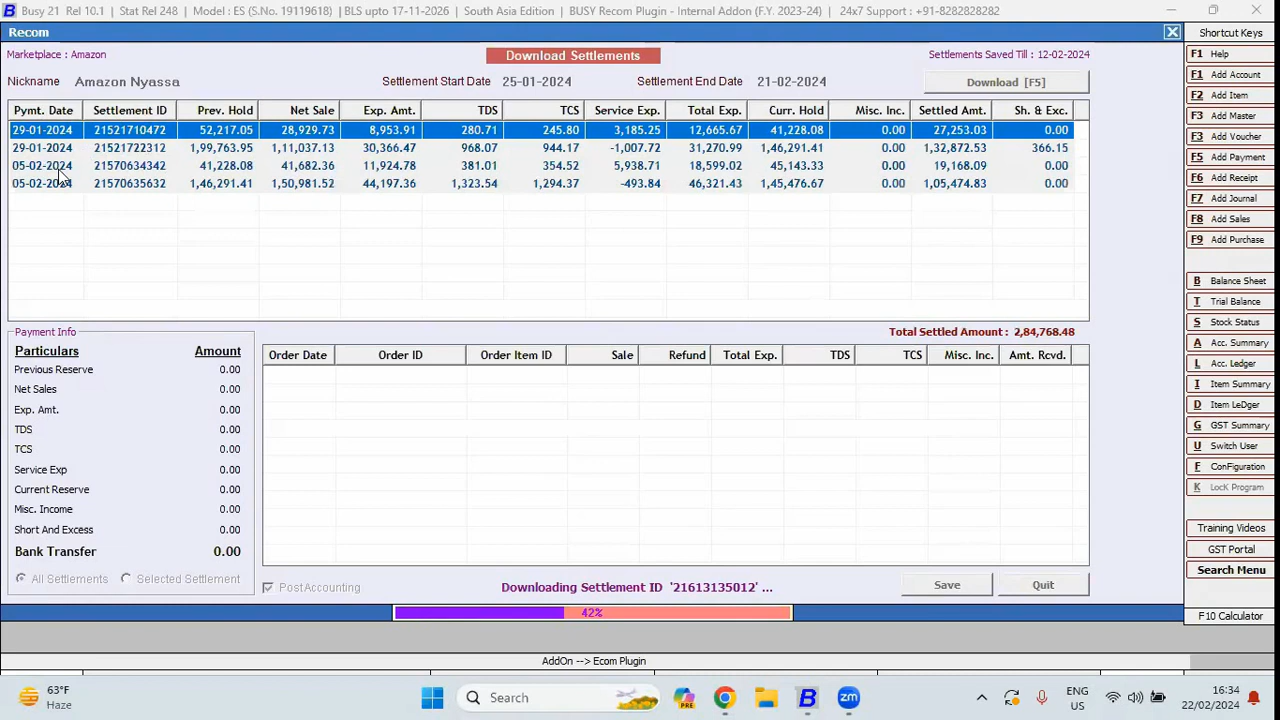 Busy 21 Rel 10.1 | Stat Rel 248 | Model : ES (S.No. 19119618) |BLS upto 17-11-2025 | South Asia Edition | BUSY Recom Plugin - Internal Addon (F.Y. 2023-24) | 24x7 Support : +91-8282828282
Recom
Marketplace : Amazon
Download Settlements
Settlements Saved Till : 12-02-2024
Nickname Amazon Nyassa Settlement Start Date 25-01-2024 Settlement End Date 21-02-2024 Download [F5]
Pymt. Date Settlement ID Prev. Hold Net Sale Exp. Amt. TDS TCS Service Exp. Total Exp. Curr. Hold Misc. Inc. Settled Amt. Sh. & Exc.
29-01-2024 21521710472 52,217.05 28,929.73 8,953.91 280.71 245.80 3,185.25 12,665.67 41,228.08 0.00 27,253.03 0.00
29-01-2024 21521722312 1,99,763.95 1,11,037.13 30,366.47 968.07 944.17 -1,007.72 31,270.99 1,46,291.41 0.00 1,32,872.53 366.15
05-02-2024 21570634342 41,228.08 41,682.36 11,924.78 381.01 354.52 5,938.71 18,599.02 45,143.33 0.00 19,168.09 0.00
05-02-2024 21570635632 1,46,291.41 1,50,981.52 44,197.36 1,323.54 1,294.37 -493.84 46,321.43 1,45,476.67 0.00 1,05,474.83 0.00
Total Settled Amount : 2,84,768.48
Payment Info
Particulars Amount
Previous Reserve 0.00
Net Sales 0.00
Exp. Amt. 0.00
TDS 0.00
TCS 0.00
Service Exp 0.00
Current Reserve 0.00
Misc. Income 0.00
Short And Excess 0.00
Bank Transfer 0.00
All Settlements Selected Settlement
Order Date Order ID Order Item ID Sale Refund Total Exp. TDS TCS Misc. Inc. Amt. Rcvd.
PostAccounting
Downloading Settlement ID '21613135012' ...
Save Quit
42%
AddOn --> Ecom Plugin
Shortcut Keys
F1 Help
F1 Add Account
F2 Add Item
F3 Add Master
F3 Add Voucher
F5 Add Payment
F6 Add Receipt
F7 Add Journal
F8 Add Sales
F9 Add Purchase
B Balance Sheet
T Trial Balance
S Stock Status
A Acc. Summary
L Acc. Ledger
I Item Summary
D Item LeDger
G GST Summary
U Switch User
F ConFiguration
K LocK Program
Training Videos
GST Portal
Search Menu
F10 Calculator
63°F
Haze
Search
PRE
zm
ENG
US
16:34
22/02/2024